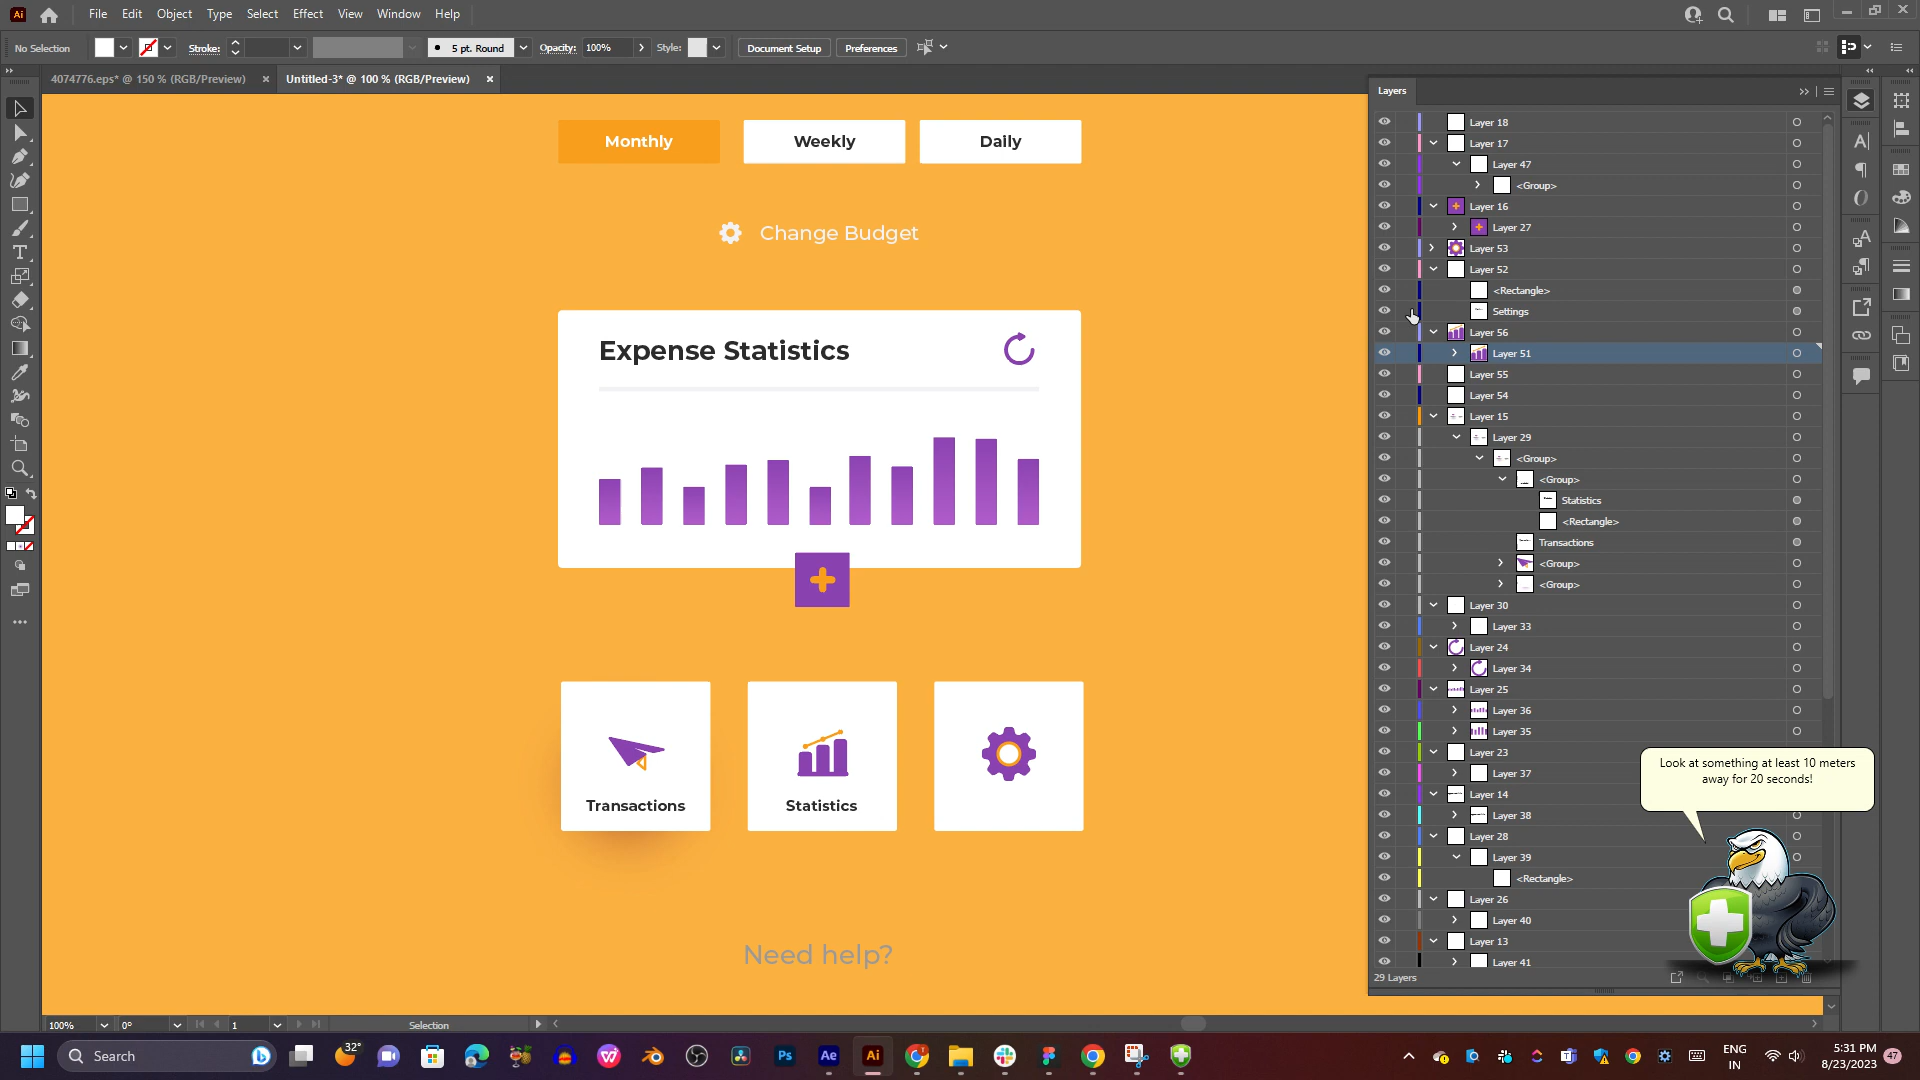 File Edit Object Type Select Effect View Window Help
No Selection Stroke: 5 pt. Round Opacity: 100% Style: Document Setup Preferences
4074776.eps* @ 150 % (RGB/Preview) Untitled-3* @ 100 % (RGB/Preview)
Monthly Weekly Daily
Change Budget
Expense Statistics
Transactions Statistics
Need help?
Layers
Layer 18
Layer 17
Layer 47
<Group>
Layer 16
Layer 27
Layer 53
Layer 52
<Rectangle>
Settings
Layer 56
Layer 51
Layer 55
Layer 54
Layer 15
Layer 29
<Group>
<Group>
Statistics
<Rectangle>
Transactions
<Group>
<Group>
Layer 30
Layer 33
Layer 24
Layer 34
Layer 25
Layer 36
Layer 35
Layer 23
Layer 37
Layer 14
Layer 38
Layer 28
Layer 39
<Rectangle>
Layer 26
Layer 40
Layer 13
Layer 41
29 Layers
Look at something at least 10 meters
away for 20 seconds!
100% 0° 1 Selection
Search 32° Ps Ae Ai ENG
IN
5:31 PM
8/23/2023 47